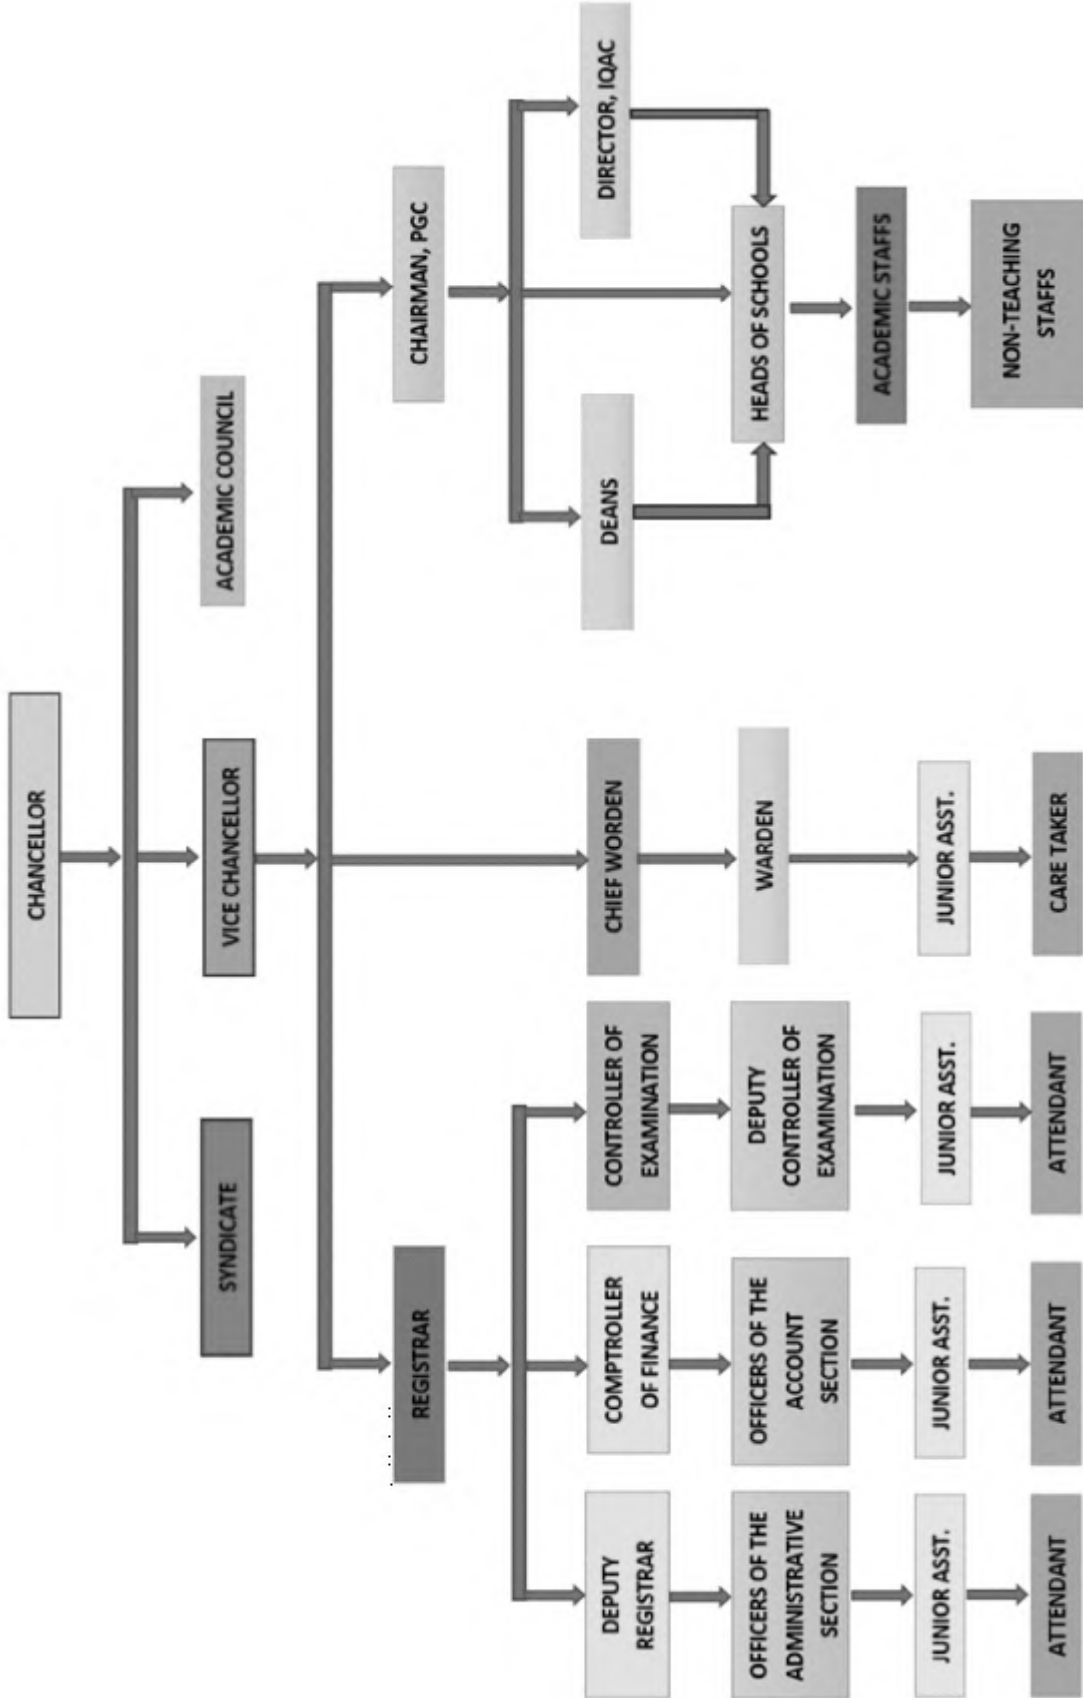 CHANCELLOR
SYNDICATE
VICE CHANCELLOR
ACADEMIC COUNCIL
REGISTRAR
CHAIRMAN, PGC
DEPUTY
REGISTRAR
COMPTROLLER
OF FINANCE
CONTROLLER OF
EXAMINATION
CHIEF WORDEN
DEANS
DIRECTOR, IQAC
OFFICERS OF THE
ADMINISTRATIVE
SECTION
OFFICERS OF THE
ACCOUNT
SECTION
DEPUTY
CONTROLLER OF
EXAMINATION
WARDEN
HEADS OF SCHOOLS
JUNIOR ASST.
JUNIOR ASST.
JUNIOR ASST.
JUNIOR ASST.
ACADEMIC STAFFS
ATTENDANT
ATTENDANT
ATTENDANT
CARE TAKER
NON-TEACHING
STAFFS